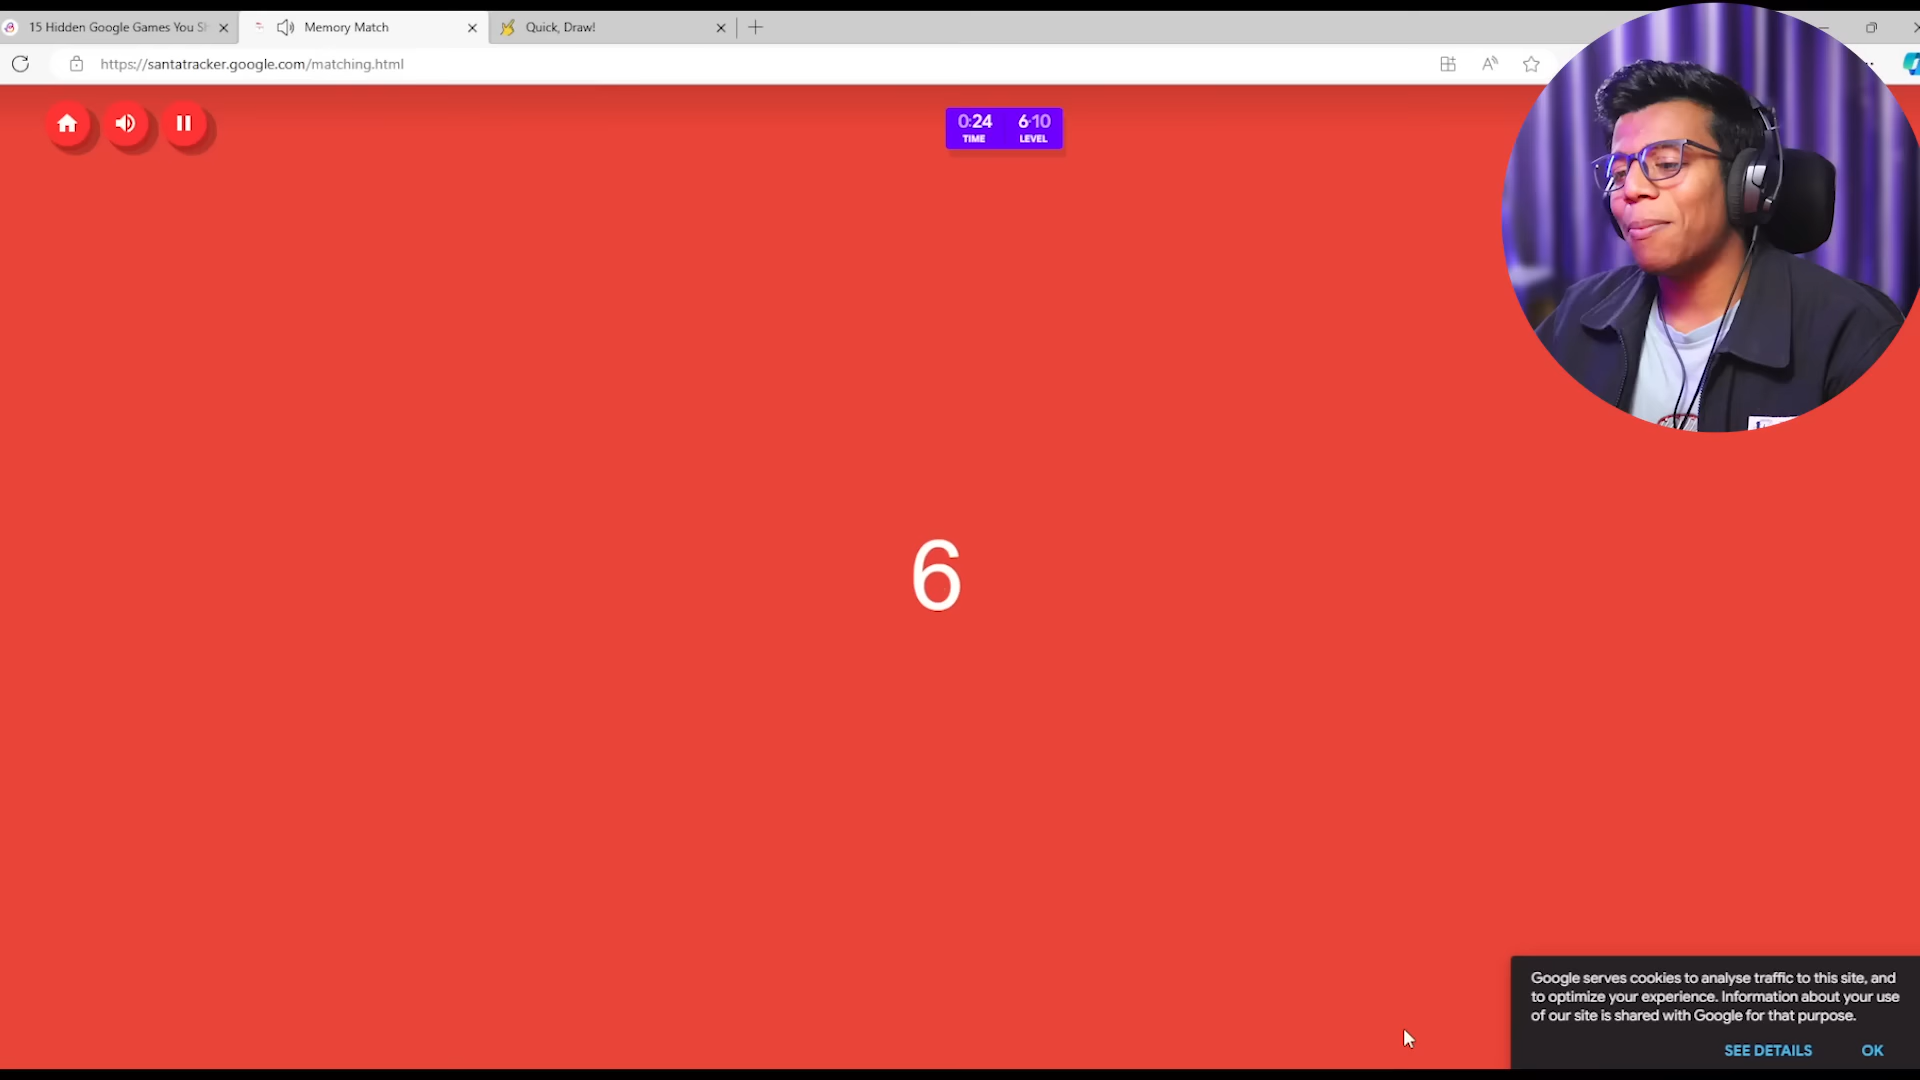 15 Hidden Google Games You Sh
Memory Match
Quick, Draw!
https://santatracker.google.com/matching.html
0:24 6·10
TIME LEVEL
6
Google serves cookies to analyse traffic to this site, and
to optimize your experience. Information about your use
of our site is shared with Google for that purpose.
SEE DETAILS OK